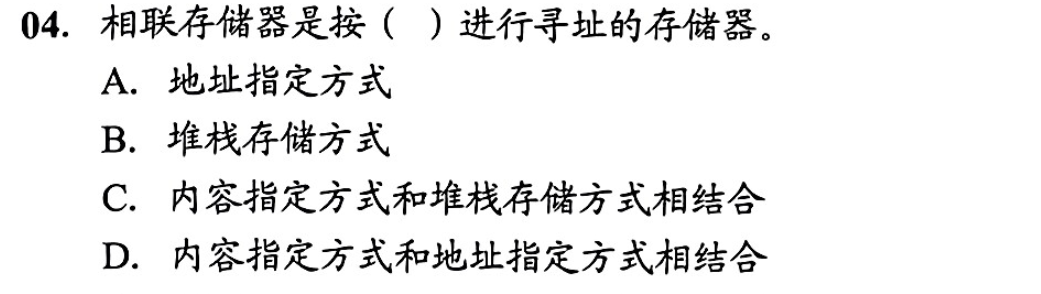 04. 相联存储器是按（ ）进行寻址的存储器。
A. 地址指定方式
B. 堆栈存储方式
C. 内容指定方式和堆栈存储方式相结合
D. 内容指定方式和地址指定方式相结合